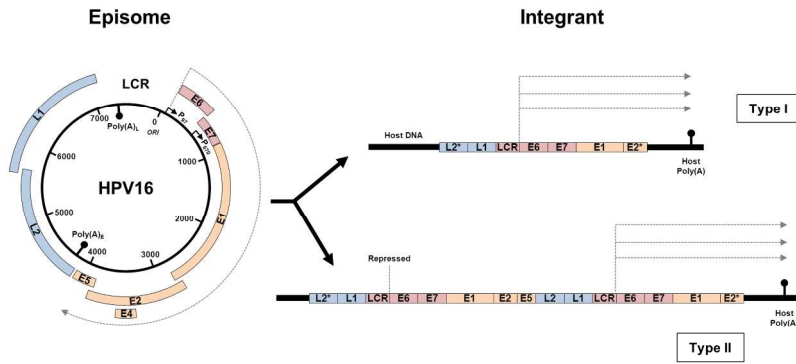 Episome
Integrant
LCR
L1
E6
E7
7000
0
ORI
Poly(A)L
P97
P670
1000
6000
HPV16
Type I
Host DNA
L2* L1 LCR E6 E7 E1 E2*
Host
Poly(A)
5000
2000
E1
L2
Poly(A)E
4000
3000
E5
E2
E4
Repressed
L2* L1 LCR E6 E7 E1 E2 E5 L2 L1 LCR E6 E7 E1 E2*
Host
Poly(A)
Type II